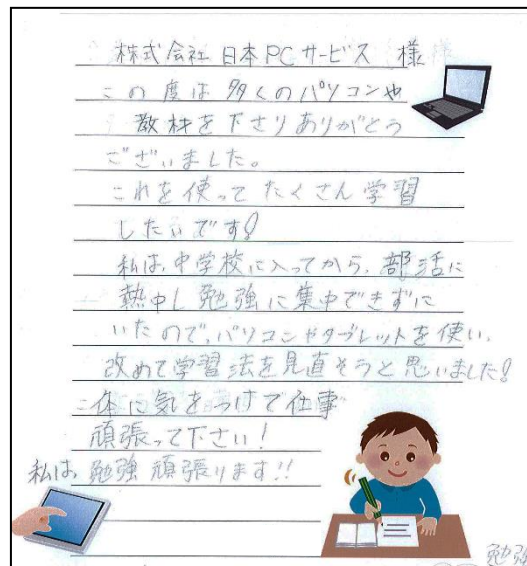 株式会社 日本PCサービス 様
この度は 多くのパソコンや
教材を下さりありがとう
ございました。
これを使って たくさん学習
したいです!
私は、中学校に入ってから、部活に
熱中し 勉強に集中できずに
いたので、パソコンやタブレットを使い、
改めて学習法を見直そうと思いました!
体に気をつけて仕事
頑張って下さい!
私は、勉強 頑張ります!!
勉強